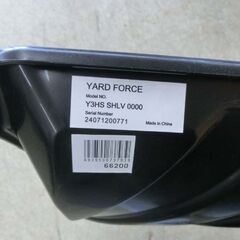 YARD FORCE
Model NO.
Y3HS SHLV 0000
Serial Number
24071200771
Made in China
66200